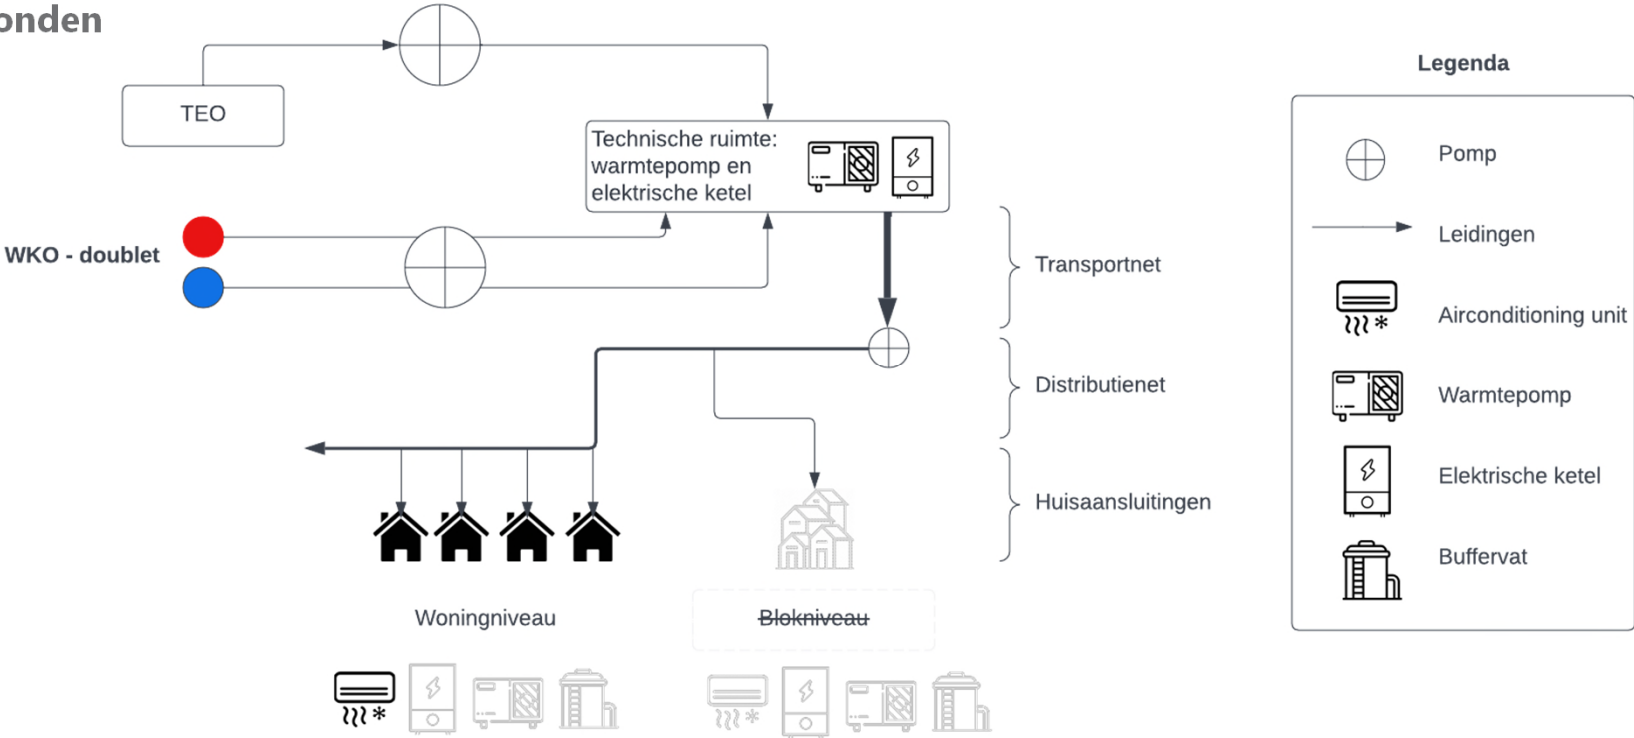 onden
TEO
Technische ruimte:
warmtepomp en
elektrische ketel
WKO - doublet
Transportnet
Distributienet
Huisaansluitingen
Woningniveau
Blokniveau
Legenda
Pomp
Leidingen
Airconditioning unit
Warmtepomp
Elektrische ketel
Buffervat